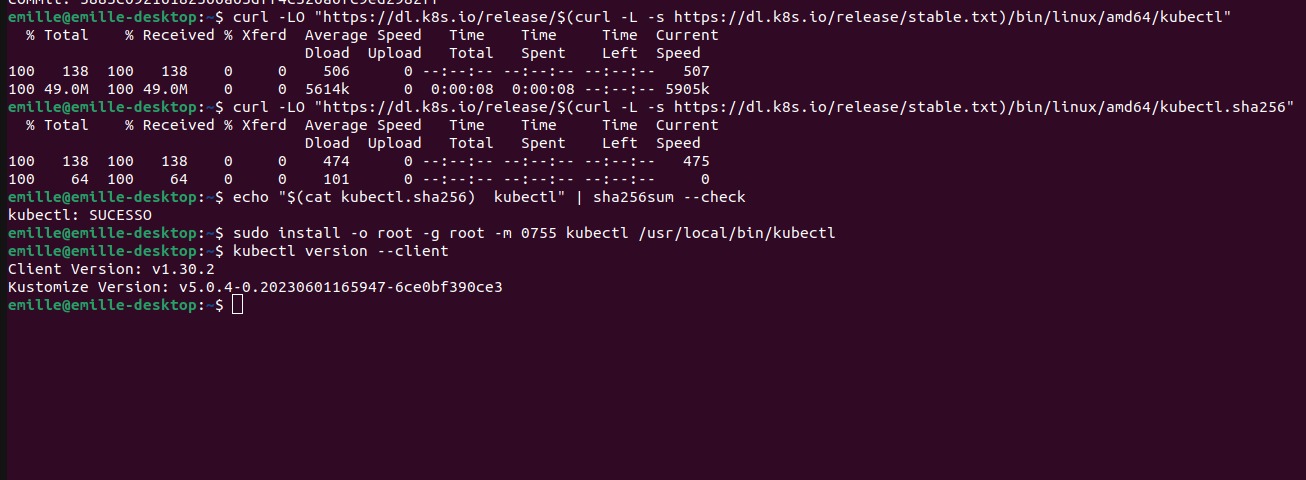 emille@emille-desktop:~$ curl -LO "https://dl.k8s.io/release/$(curl -L -s https://dl.k8s.io/release/stable.txt)/bin/linux/amd64/kubectl"
  % Total    % Received % Xferd  Average Speed   Time    Time     Time  Current
                                 Dload  Upload   Total   Spent    Left  Speed
100   138  100   138    0     0    506      0 --:--:-- --:--:-- --:--:--   507
100 49.0M  100 49.0M    0     0  5614k      0  0:00:08  0:00:08 --:--:-- 5905k
emille@emille-desktop:~$ curl -LO "https://dl.k8s.io/release/$(curl -L -s https://dl.k8s.io/release/stable.txt)/bin/linux/amd64/kubectl.sha256"
  % Total    % Received % Xferd  Average Speed   Time    Time     Time  Current
                                 Dload  Upload   Total   Spent    Left  Speed
100   138  100   138    0     0    474      0 --:--:-- --:--:-- --:--:--   475
100    64  100    64    0     0    101      0 --:--:-- --:--:-- --:--:--     0
emille@emille-desktop:~$ echo "$(cat kubectl.sha256)  kubectl" | sha256sum --check
kubectl: SUCESSO
emille@emille-desktop:~$ sudo install -o root -g root -m 0755 kubectl /usr/local/bin/kubectl
emille@emille-desktop:~$ kubectl version --client
Client Version: v1.30.2
Kustomize Version: v5.0.4-0.20230601165947-6ce0bf390ce3
emille@emille-desktop:~$